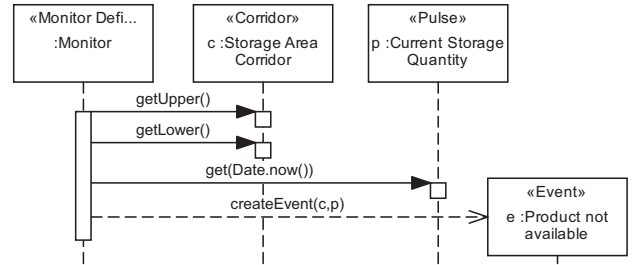 «Monitor Defi...
:Monitor
«Corridor»
c :Storage Area
Corridor
«Pulse»
p :Current Storage
Quantity
getUpper()
getLower()
get(Date.now())
createEvent(c,p)
«Event»
e :Product not
available